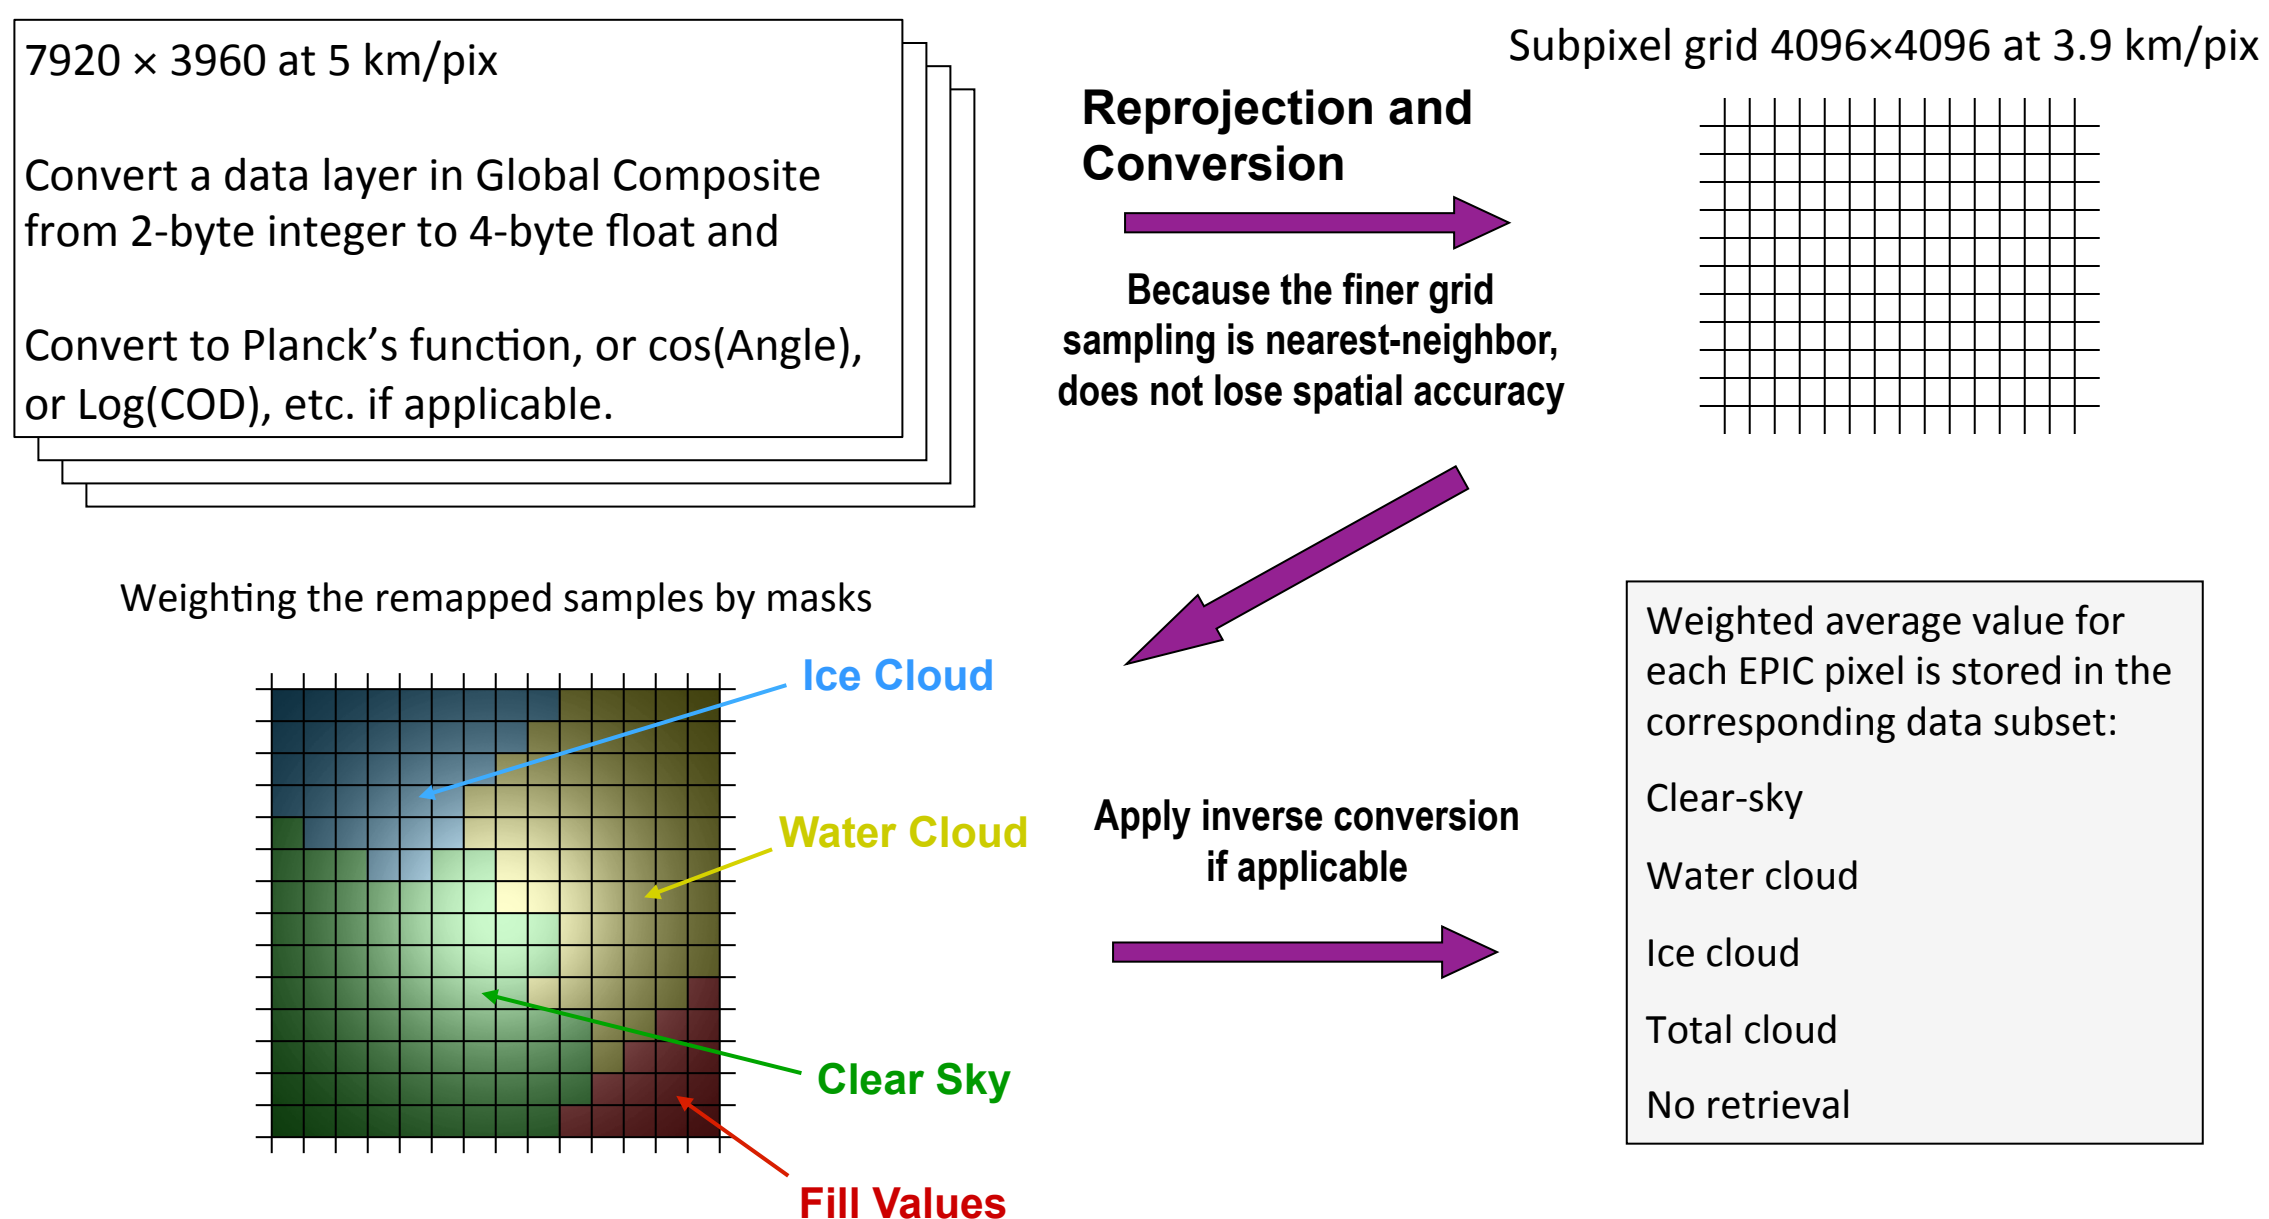 7920 × 3960 at 5 km/pix
Convert a data layer in Global Composite
from 2-byte integer to 4-byte float and
Convert to Planck’s function, or cos(Angle),
or Log(COD), etc. if applicable.
Reprojection and
Conversion
Because the finer grid
sampling is nearest-neighbor,
does not lose spatial accuracy
Subpixel grid 4096×4096 at 3.9 km/pix
Weighting the remapped samples by masks
Ice Cloud
Water Cloud
Clear Sky
Fill Values
Apply inverse conversion
if applicable
Weighted average value for
each EPIC pixel is stored in the
corresponding data subset:
Clear-sky
Water cloud
Ice cloud
Total cloud
No retrieval